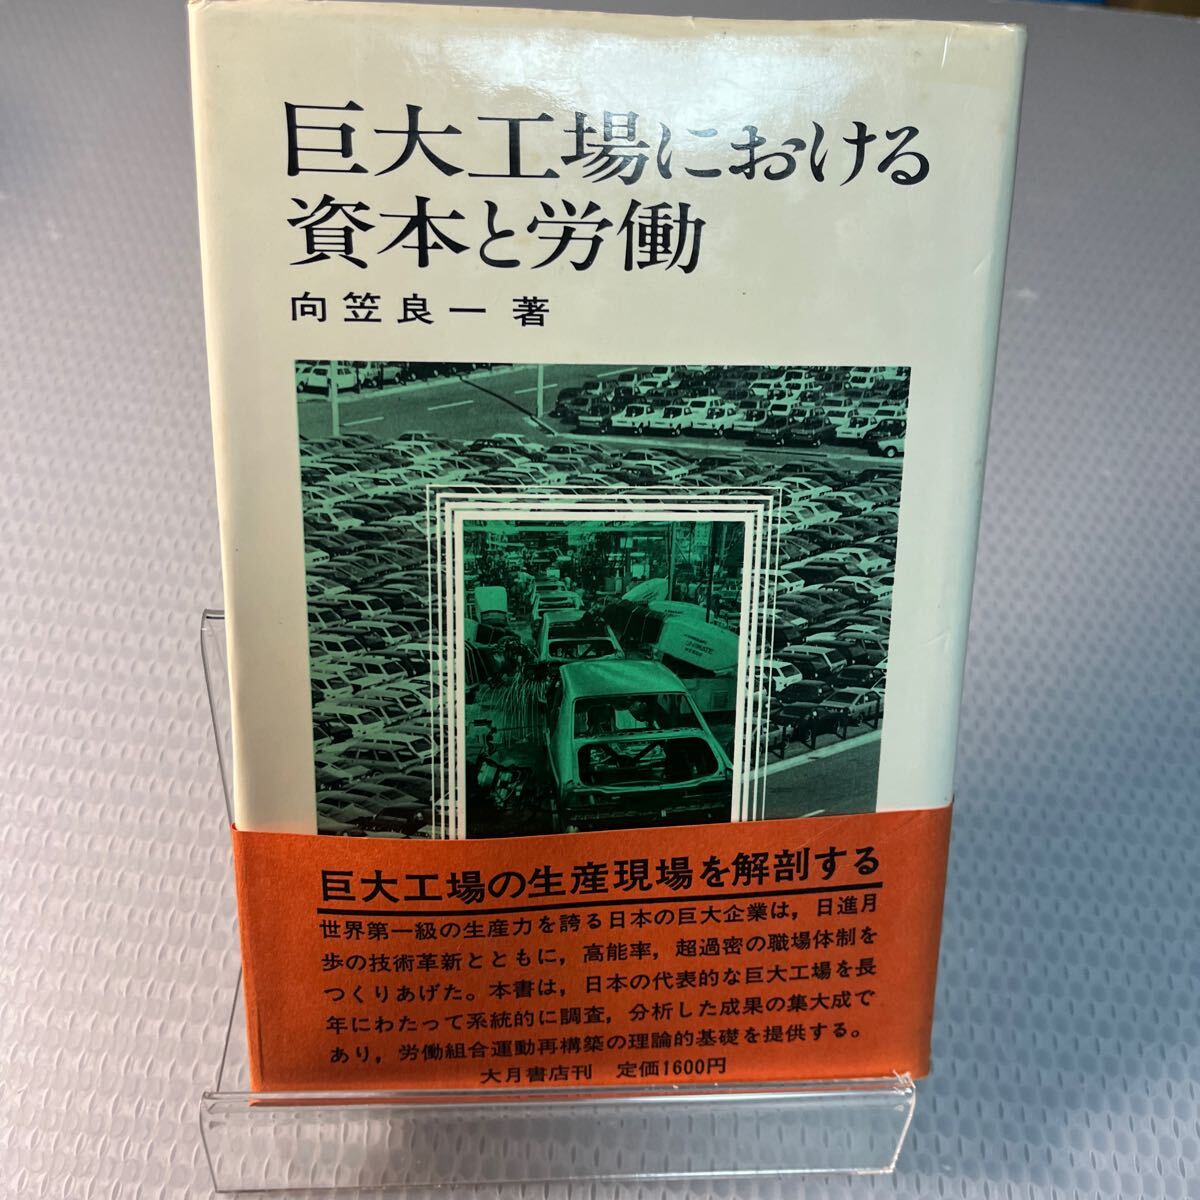 巨大工場における
資本と労働
向笠良一 著
UNIMATE
巨大工場の生産現場を解剖する
世界第一級の生産力を誇る日本の巨大企業は，日進月
歩の技術革新とともに，高能率，超過密の職場体制を
つくりあげた。本書は，日本の代表的な巨大工場を長
年にわたって系統的に調査，分析した成果の集大成で
あり，労働組合運動再構築の理論的基礎を提供する。
大月書店刊 定価1600円